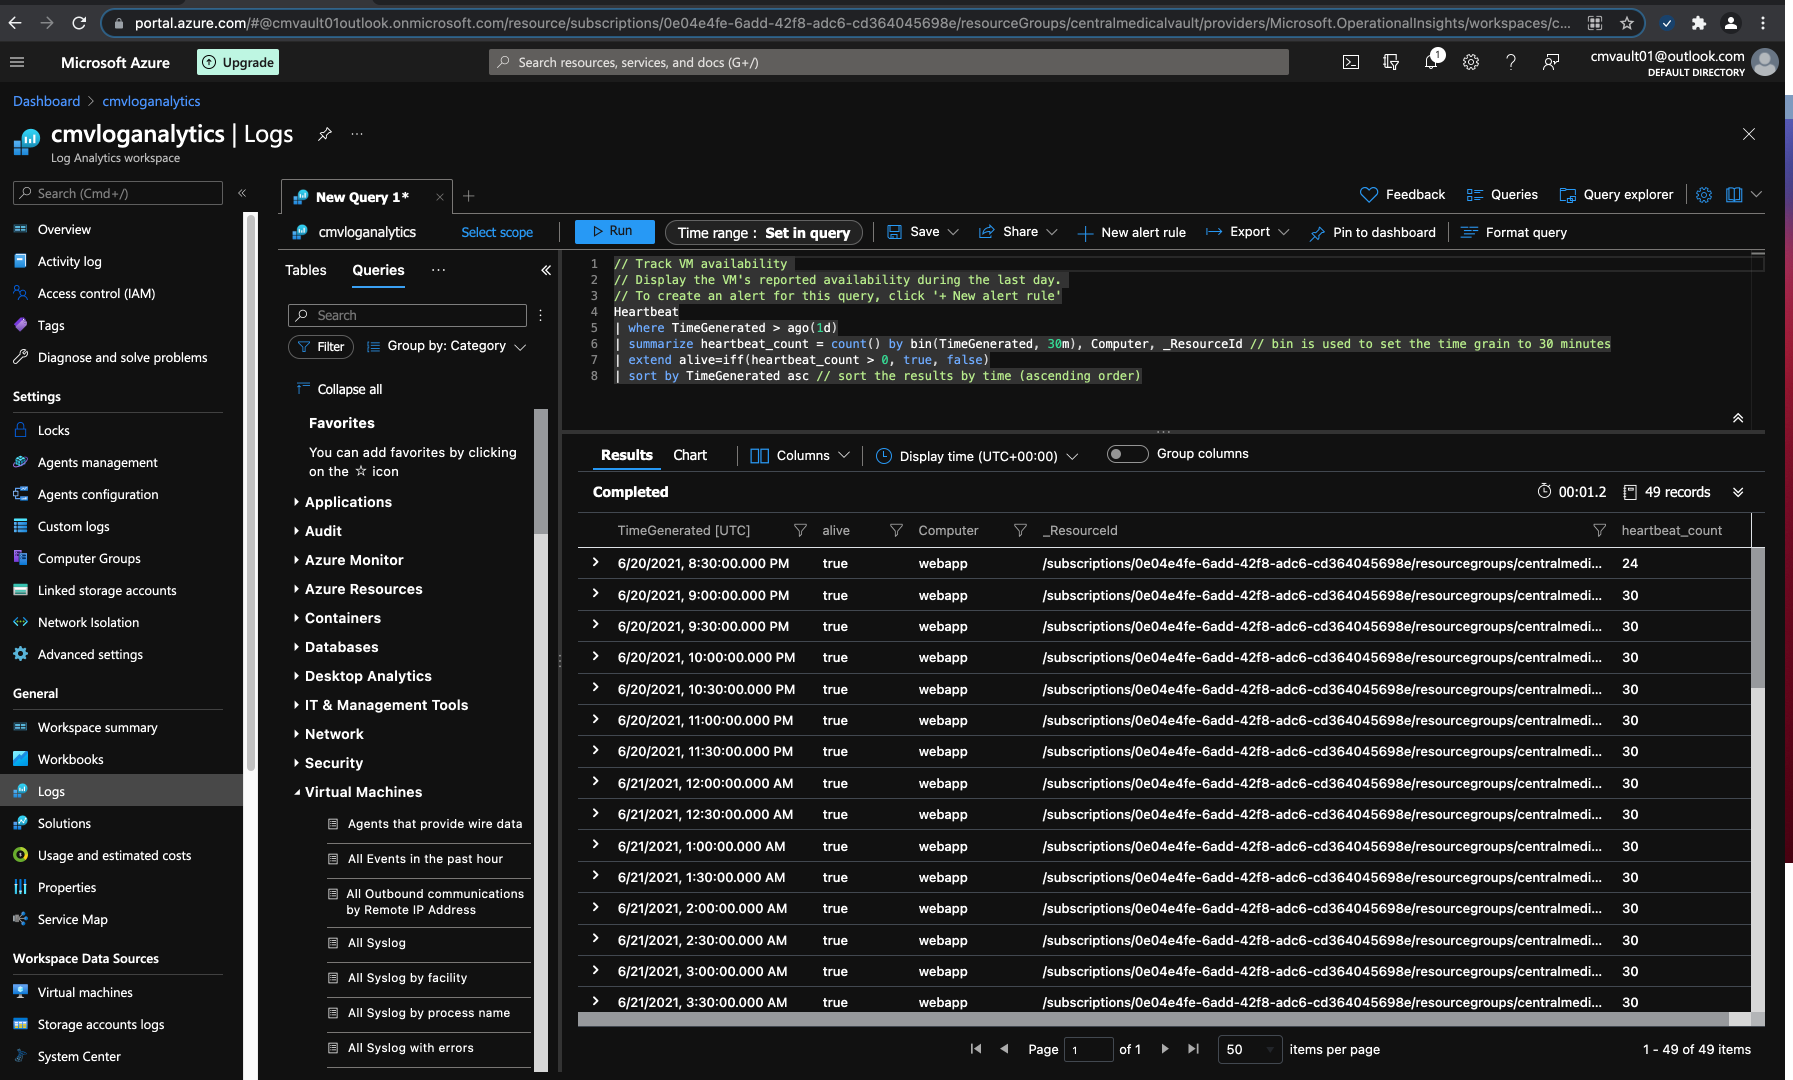 portal.azure.com/#@cmvault01outlook.onmicrosoft.com/resource/subscriptions/0e04e4fe-6add-42f8-adc6-cd364045698e/resourceGroups/centralmedicalvault/providers/Microsoft.OperationalInsights/workspaces/c...
Microsoft Azure
Upgrade
Search resources, services, and docs (G+/)
1
cmvault01@outlook.com
DEFAULT DIRECTORY
Dashboard > cmvloganalytics
cmvloganalytics | Logs
Log Analytics workspace
Search (Cmd+/)
Overview
Activity log
Access control (IAM)
Tags
Diagnose and solve problems
Settings
Locks
Agents management
Agents configuration
Custom logs
Computer Groups
Linked storage accounts
Network Isolation
Advanced settings
General
Workspace summary
Workbooks
Logs
Solutions
Usage and estimated costs
Properties
Service Map
Workspace Data Sources
Virtual machines
Storage accounts logs
System Center
New Query 1*
Feedback
Queries
Query explorer
cmvloganalytics
Select scope
Run
Time range : Set in query
Save
Share
New alert rule
Export
Pin to dashboard
Format query
Tables
Queries
Search
Filter
Group by: Category
Collapse all
Favorites
You can add favorites by clicking
on the ☆ icon
Applications
Audit
Azure Monitor
Azure Resources
Containers
Databases
Desktop Analytics
IT & Management Tools
Network
Security
Virtual Machines
Agents that provide wire data
All Events in the past hour
All Outbound communications
by Remote IP Address
All Syslog
All Syslog by facility
All Syslog by process name
All Syslog with errors
1 // Track VM availability
2 // Display the VM's reported availability during the last day.
3 // To create an alert for this query, click '+ New alert rule'
4 Heartbeat
5 | where TimeGenerated > ago(1d)
6 | summarize heartbeat_count = count() by bin(TimeGenerated, 30m), Computer, _ResourceId // bin is used to set the time grain to 30 minutes
7 | extend alive=iff(heartbeat_count > 0, true, false)
8 | sort by TimeGenerated asc // sort the results by time (ascending order)
Results
Chart
Columns
Display time (UTC+00:00)
Group columns
Completed
00:01.2
49 records
TimeGenerated [UTC] alive Computer _ResourceId heartbeat_count
6/20/2021, 8:30:00.000 PM true webapp /subscriptions/0e04e4fe-6add-42f8-adc6-cd364045698e/resourcegroups/centralmedi... 24
6/20/2021, 9:00:00.000 PM true webapp /subscriptions/0e04e4fe-6add-42f8-adc6-cd364045698e/resourcegroups/centralmedi... 30
6/20/2021, 9:30:00.000 PM true webapp /subscriptions/0e04e4fe-6add-42f8-adc6-cd364045698e/resourcegroups/centralmedi... 30
6/20/2021, 10:00:00.000 PM true webapp /subscriptions/0e04e4fe-6add-42f8-adc6-cd364045698e/resourcegroups/centralmedi... 30
6/20/2021, 10:30:00.000 PM true webapp /subscriptions/0e04e4fe-6add-42f8-adc6-cd364045698e/resourcegroups/centralmedi... 30
6/20/2021, 11:00:00.000 PM true webapp /subscriptions/0e04e4fe-6add-42f8-adc6-cd364045698e/resourcegroups/centralmedi... 30
6/20/2021, 11:30:00.000 PM true webapp /subscriptions/0e04e4fe-6add-42f8-adc6-cd364045698e/resourcegroups/centralmedi... 30
6/21/2021, 12:00:00.000 AM true webapp /subscriptions/0e04e4fe-6add-42f8-adc6-cd364045698e/resourcegroups/centralmedi... 30
6/21/2021, 12:30:00.000 AM true webapp /subscriptions/0e04e4fe-6add-42f8-adc6-cd364045698e/resourcegroups/centralmedi... 30
6/21/2021, 1:00:00.000 AM true webapp /subscriptions/0e04e4fe-6add-42f8-adc6-cd364045698e/resourcegroups/centralmedi... 30
6/21/2021, 1:30:00.000 AM true webapp /subscriptions/0e04e4fe-6add-42f8-adc6-cd364045698e/resourcegroups/centralmedi... 30
6/21/2021, 2:00:00.000 AM true webapp /subscriptions/0e04e4fe-6add-42f8-adc6-cd364045698e/resourcegroups/centralmedi... 30
6/21/2021, 2:30:00.000 AM true webapp /subscriptions/0e04e4fe-6add-42f8-adc6-cd364045698e/resourcegroups/centralmedi... 30
6/21/2021, 3:00:00.000 AM true webapp /subscriptions/0e04e4fe-6add-42f8-adc6-cd364045698e/resourcegroups/centralmedi... 30
6/21/2021, 3:30:00.000 AM true webapp /subscriptions/0e04e4fe-6add-42f8-adc6-cd364045698e/resourcegroups/centralmedi... 30
Page 1 of 1
50 items per page
1 - 49 of 49 items